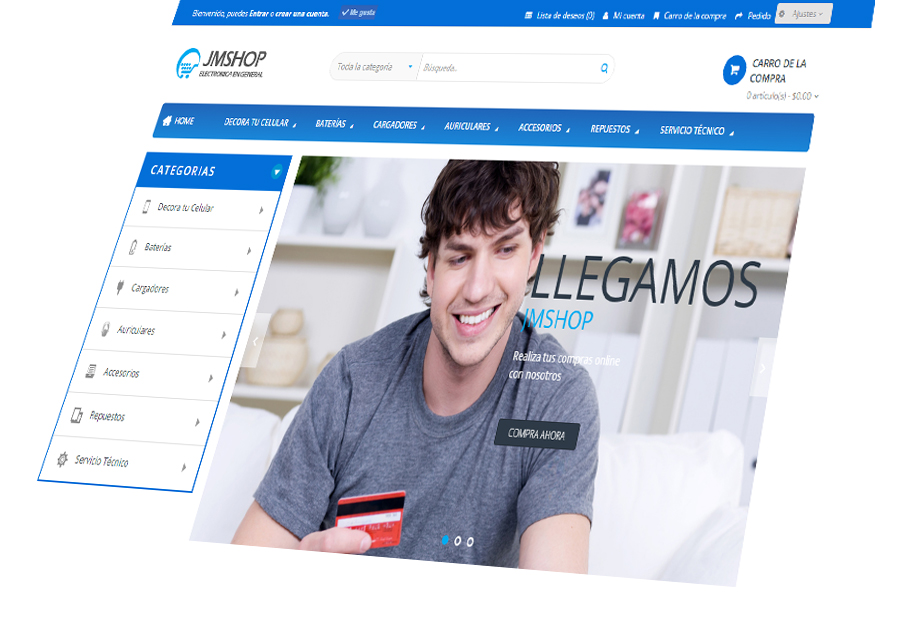 Bienvenido, puedes Entrar o crear una cuenta. Me gusta
Lista de deseos (0) Mi cuenta Carro de la compra Pedido Ajustes
JMSHOP
ELECTRONICA EN GENERAL
Toda la categoría Búsqueda..
CARRO DE LA
COMPRA
0 artículo(s) - $0.00
HOME DECORA TU CELULAR BATERÍAS CARGADORES AURICULARES ACCESORIOS REPUESTOS SERVICIO TÉCNICO
CATEGORIAS
Decora tu Celular
Baterías
Cargadores
Auriculares
Accesorios
Repuestos
Servicio Técnico
LLEGAMOS
JMSHOP
Realiza tus compras online
con nosotros
COMPRA AHORA